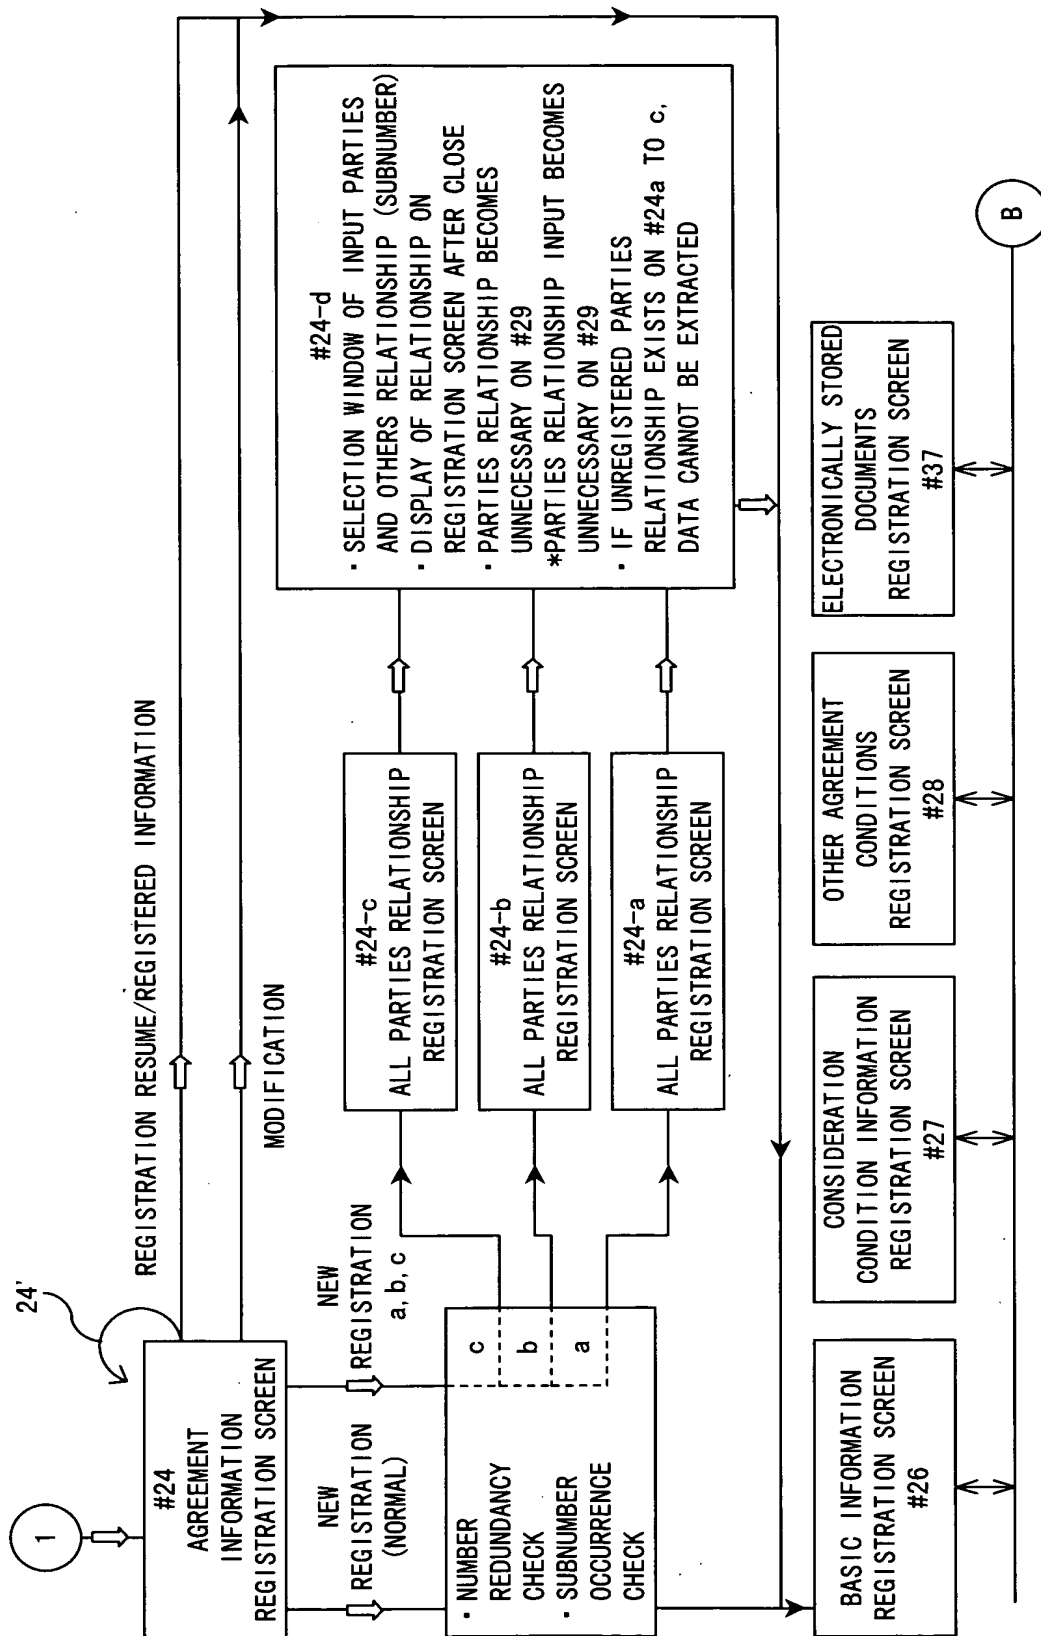 1
#24
AGREEMENT
INFORMATION
REGISTRATION SCREEN
24'
REGISTRATION RESUME/REGISTERED INFORMATION
MODIFICATION
NEW
REGISTRATION
(NORMAL)
NEW
REGISTRATION
a, b, c
· NUMBER
REDUNDANCY
CHECK
· SUBNUMBER
OCCURRENCE
CHECK
c
b
a
#24-c
ALL PARTIES RELATIONSHIP
REGISTRATION SCREEN
#24-b
ALL PARTIES RELATIONSHIP
REGISTRATION SCREEN
#24-a
ALL PARTIES RELATIONSHIP
REGISTRATION SCREEN
#24-d
· SELECTION WINDOW OF INPUT PARTIES
AND OTHERS RELATIONSHIP (SUBNUMBER)
· DISPLAY OF RELATIONSHIP ON
REGISTRATION SCREEN AFTER CLOSE
· PARTIES RELATIONSHIP BECOMES
UNNECESSARY ON #29
*PARTIES RELATIONSHIP INPUT BECOMES
UNNECESSARY ON #29
· IF UNREGISTERED PARTIES
RELATIONSHIP EXISTS ON #24a TO c,
DATA CANNOT BE EXTRACTED
BASIC INFORMATION
REGISTRATION SCREEN
#26
CONSIDERATION
CONDITION INFORMATION
REGISTRATION SCREEN
#27
OTHER AGREEMENT
CONDITIONS
REGISTRATION SCREEN
#28
ELECTRONICALLY STORED
DOCUMENTS
REGISTRATION SCREEN
#37
B